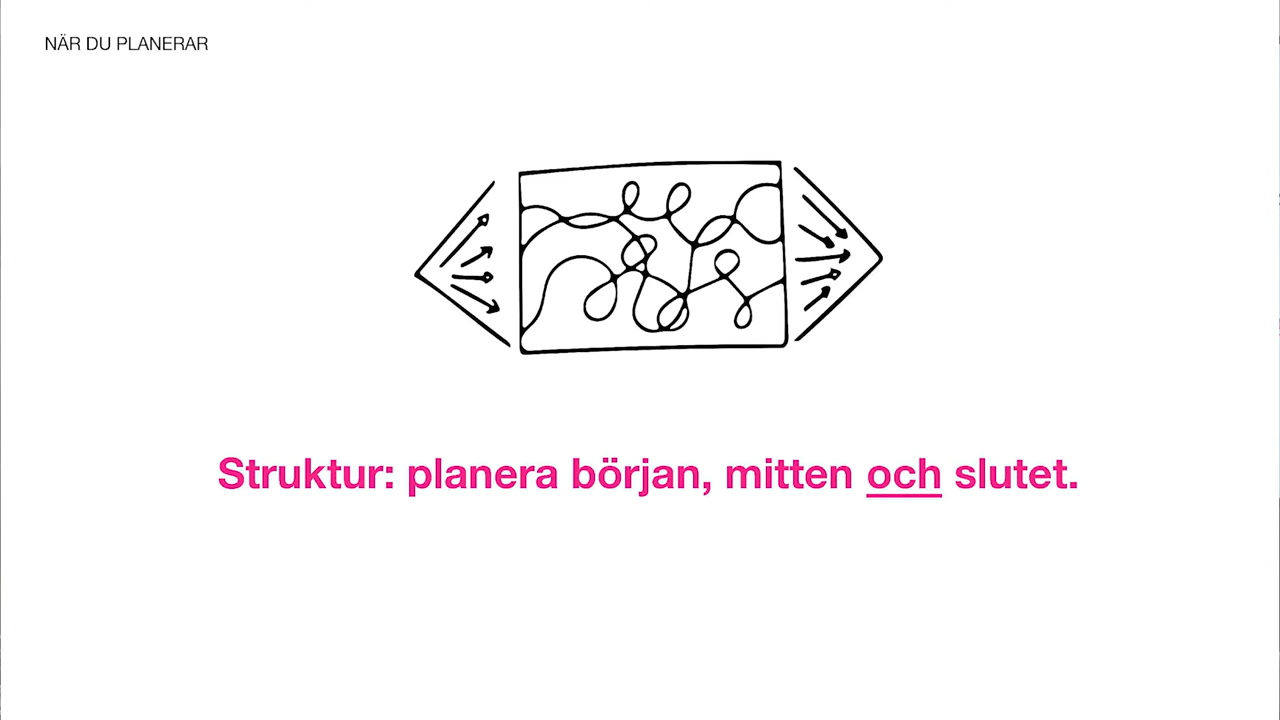 NÄR DU PLANERAR
Struktur: planera början, mitten och slutet.